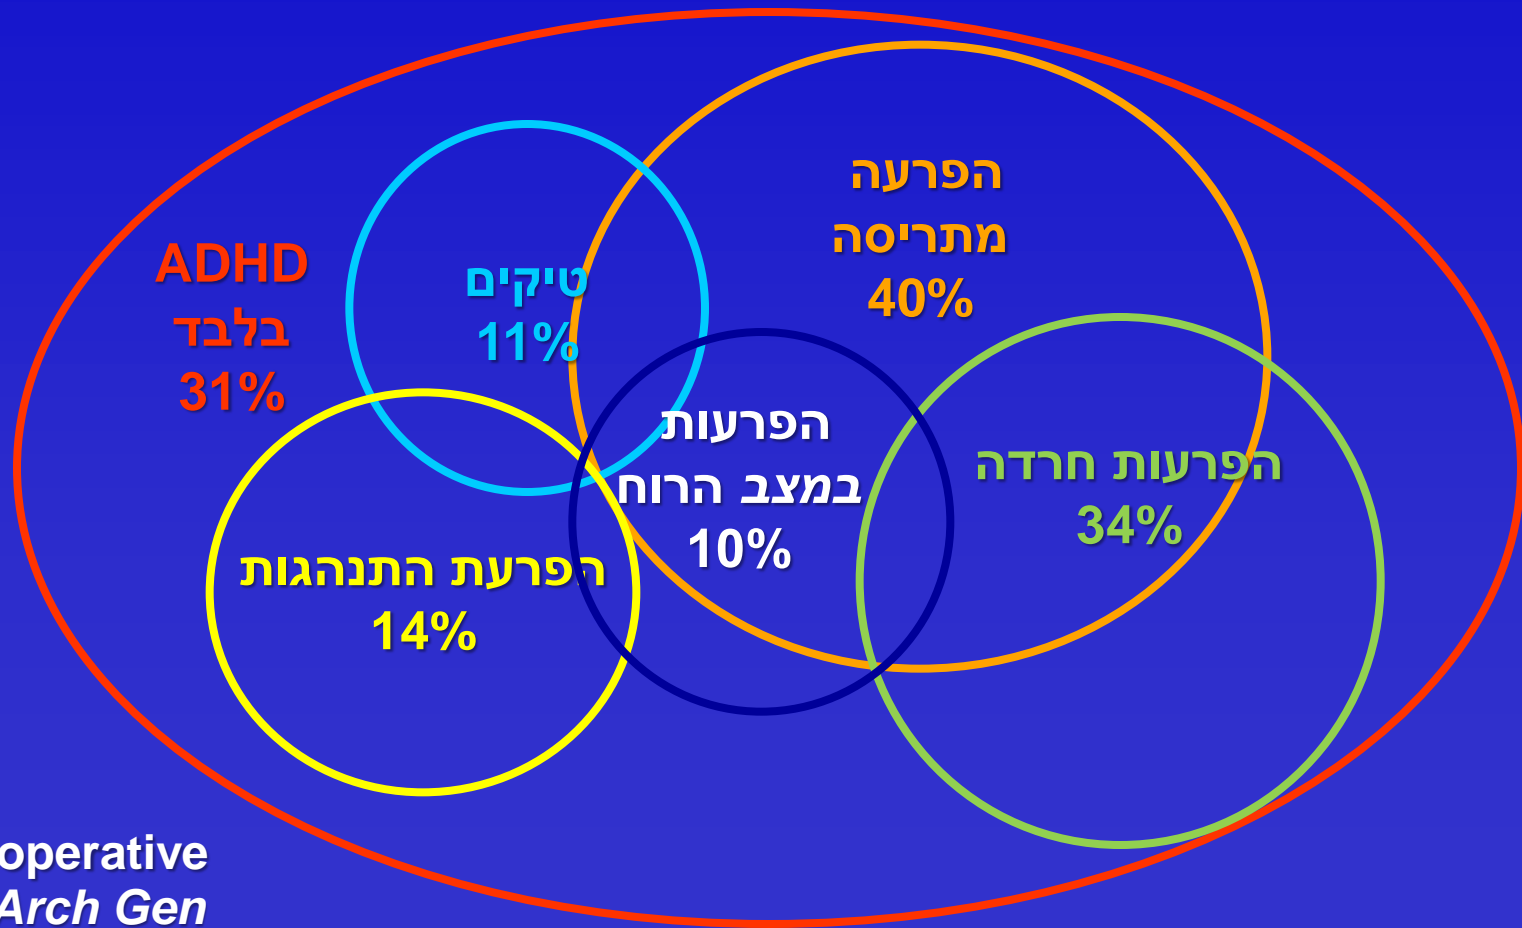 הפרעה
מתריסה
40%
ADHD
בלבד
31%
טיקים
11%
הפרעות
במצב הרוח
10%
הפרעות חרדה
34%
הפרעת התנהגות
14%
operative
Arch Gen